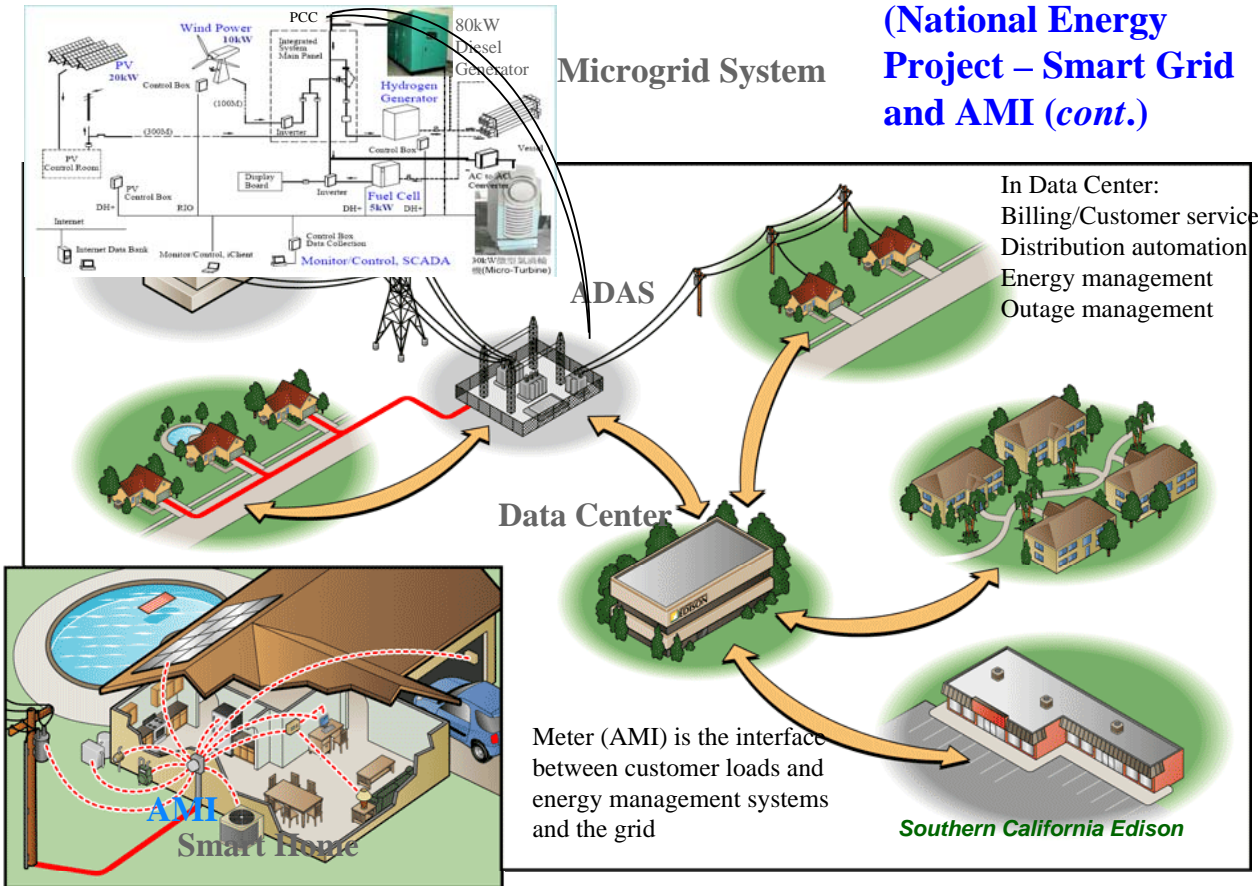 (National Energy
Project – Smart Grid
and AMI (cont.)
Microgrid System
PCC
80kW
Diesel
Generator
Wind Power
10kW
Integrated
System
Main Panel
PV
20kW
Control Box
(100M)
Hydrogen
Generator
(300M)
Inverter
PV
Control Room
Control Box
Vessel
Display
Board
Inverter
AC to AC
Converter
PV
Control Box
Fuel Cell
5kW
DH+
RIO
DH+
DH+
Internet
Control Box
Data Collection
Internet Data Bank
Monitor/Control, iClient
Monitor/Control, SCADA
機(Micro-Turbine)
In Data Center:
Billing/Customer service
Distribution automation
Energy management
Outage management
ADAS
Data Center
EDISON
Meter (AMI) is the interface
between customer loads and
energy management systems
and the grid
Southern California Edison
AMI
Smart Home